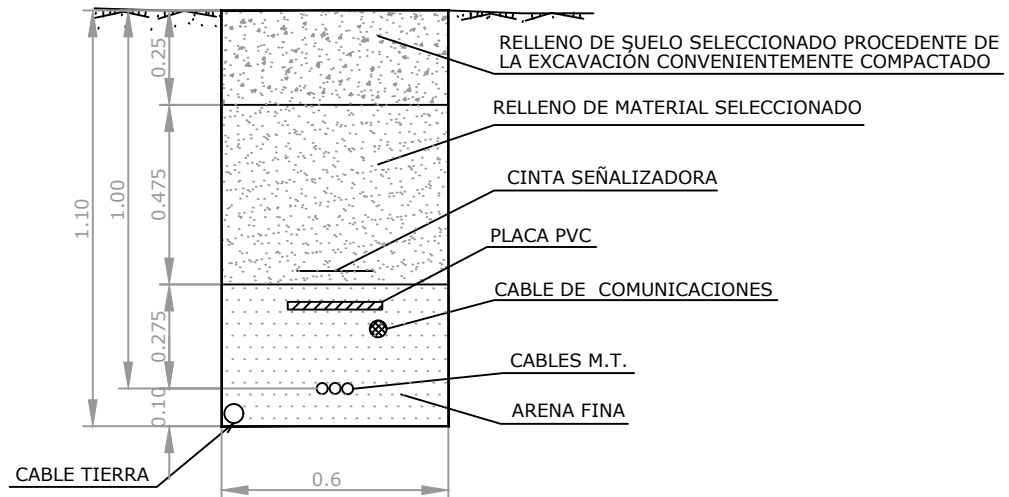 RELLENO DE SUELO SELECCIONADO PROCEDENTE DE
LA EXCAVACIÓN CONVENIENTEMENTE COMPACTADO
RELLENO DE MATERIAL SELECCIONADO
CINTA SEÑALIZADORA
PLACA PVC
CABLE DE COMUNICACIONES
CABLES M.T.
ARENA FINA
CABLE TIERRA
1.10
1.00
0.25
0.475
0.275
0.10
0.6